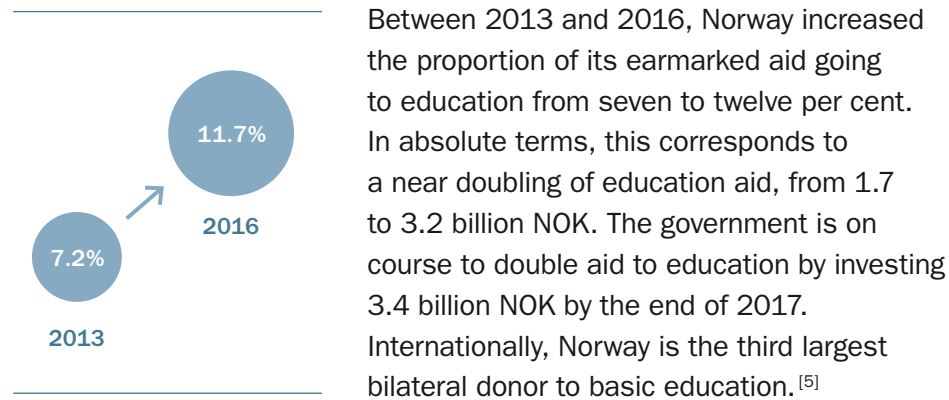 11.7%
2016
7.2%
2013
Between 2013 and 2016, Norway increased
the proportion of its earmarked aid going
to education from seven to twelve per cent.
In absolute terms, this corresponds to
a near doubling of education aid, from 1.7
to 3.2 billion NOK. The government is on
course to double aid to education by investing
3.4 billion NOK by the end of 2017.
Internationally, Norway is the third largest
bilateral donor to basic education.[5]